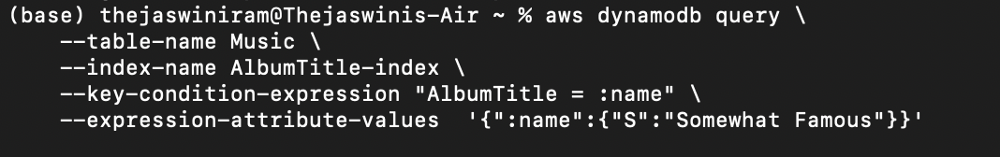 (base) thejaswiniram@Thejaswinis-Air ~ % aws dynamodb query \
--table-name Music \
--index-name AlbumTitle-index \
--key-condition-expression "AlbumTitle = :name" \
--expression-attribute-values  '{":name":{"S":"Somewhat Famous"}}'